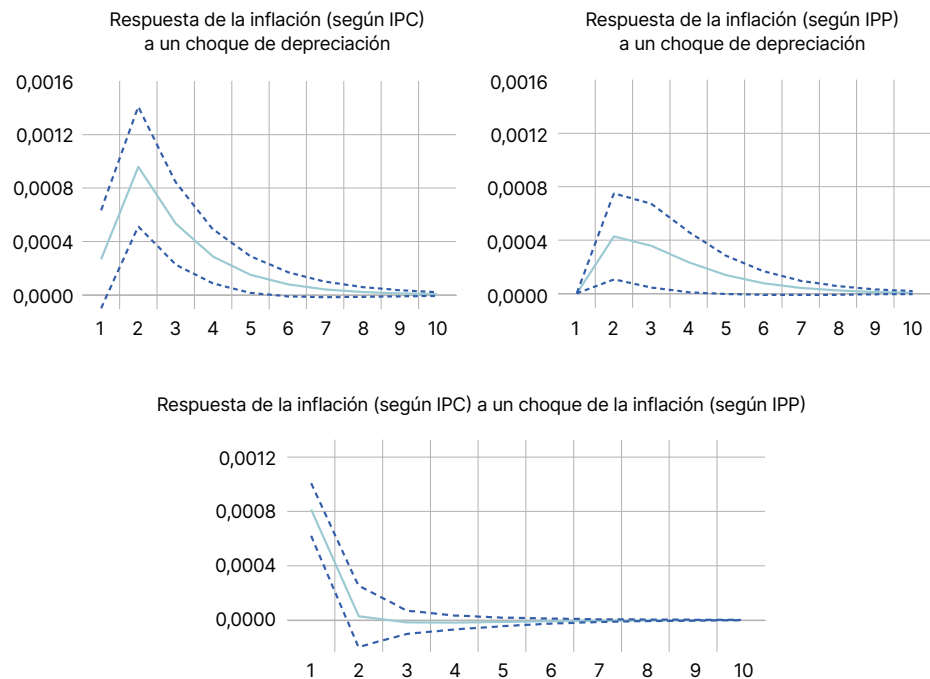 Respuesta de la inflación (según IPC)
a un choque de depreciación
0,0016
0,0012
0,0008
0,0004
0,0000
1 2 3 4 5 6 7 8 9 10
Respuesta de la inflación (según IPP)
a un choque de depreciación
0,0016
0,0012
0,0008
0,0004
0,0000
1 2 3 4 5 6 7 8 9 10
Respuesta de la inflación (según IPC) a un choque de la inflación (según IPP)
0,0012
0,0008
0,0004
0,0000
1 2 3 4 5 6 7 8 9 10